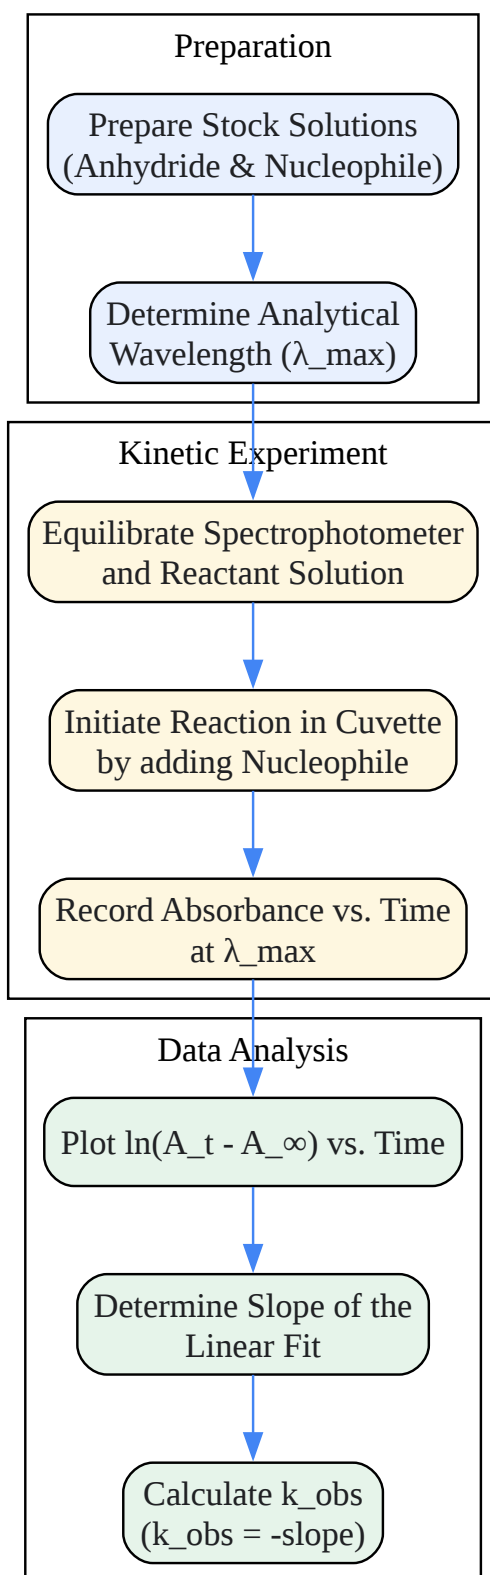 Preparation
Prepare Stock Solutions
(Anhydride & Nucleophile)
Determine Analytical
Wavelength (λ_max)
Kinetic Experiment
Equilibrate Spectrophotometer
and Reactant Solution
Initiate Reaction in Cuvette
by adding Nucleophile
Record Absorbance vs. Time
at λ_max
Data Analysis
Plot ln(A_t - A_∞) vs. Time
Determine Slope of the
Linear Fit
Calculate k_obs
(k_obs = -slope)